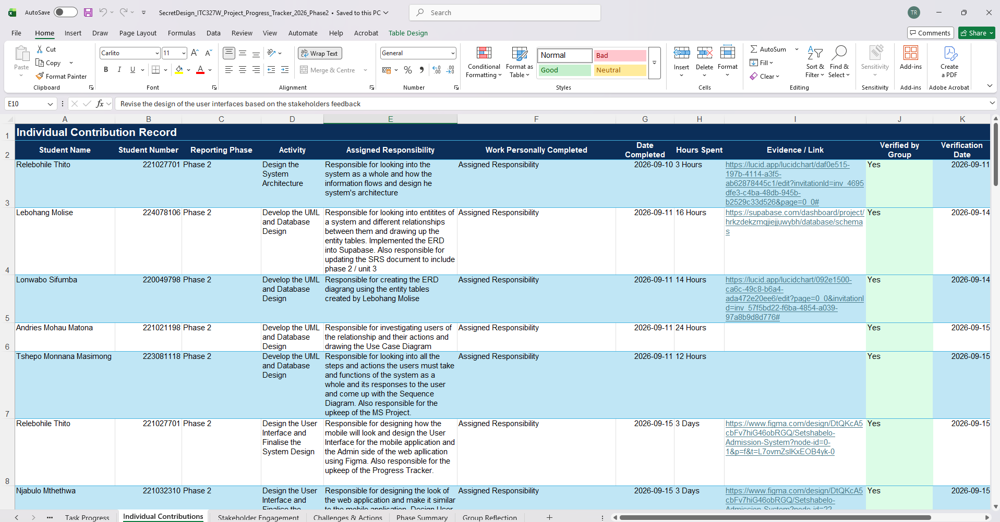 AutoSave
SecretDesign_ITC327W_Project_Progress_Tracker_2026_Phase2 • Saved to this PC
Search
TR
File Home Insert Draw Page Layout Formulas Data Review View Automate Help Acrobat Table Design
Comments Share
Paste
Cut
Copy
Format Painter
Clipboard
Carlito 11
B I U
Font
Wrap Text
Merge & Centre
Alignment
General
Number
Conditional Formatting
Format as Table
Normal Bad
Good Neutral
Styles
Insert Delete Format
Cells
AutoSum
Fill
Clear
Sort & Filter
Find & Select
Editing
Sensitivity
Sensitivity
Add-ins
Add-ins
Create a PDF
Adobe Acrobat
E10
fx
Revise the design of the user interfaces based on the stakeholders feedback
A B C D E F G H I J K
1
Individual Contribution Record
2
Student Name
Student Number
Reporting Phase
Activity
Assigned Responsibility
Work Personally Completed
Date
Completed
Hours Spent
Evidence / Link
Verified by
Group
Verification
Date
3
Relebohile Thito
221027701
Phase 2
Design the
System
Architecture
Responsible for looking into the
system as a whole and how the
information flows and design he
system's architecture
Assigned Responsibility
2026-09-10
3 Hours
https://lucid.app/lucidchart/daf0e515-
197b-4114-a3f5-
ab62878445c1/edit?invitationId=inv_4695
dfe3-c4ba-48db-945b-
b2529c33d526&page=0_0#
Yes
2026-09-11
4
Lebohang Molise
224078106
Phase 2
Develop the UML
and Database
Design
Responsible for looking into entitites of
a system and different relationships
between them and drawing up the
entity tables. Implemented the ERD
into Supabase. Also responsible for
updating the SRS document to include
phase 2 / unit 3
Assigned Responsibility
2026-09-11
16 Hours
https://supabase.com/dashboard/project/
hrkzdekzmqjiejjuwybh/database/schema
s
Yes
2026-09-14
5
Lonwabo Sifumba
220049798
Phase 2
Develop the UML
and Database
Design
Responsible for creating the ERD
diagrang using the entity tables
created by Lebohang Molise
Assigned Responsibility
2026-09-11
14 Hours
https://lucid.app/lucidchart/092e1500-
ca6c-49c8-b6a4-
ada472e20ee6/edit?page=0_0&invitationI
d=inv_57f5bd22-f6ba-4854-a039-
97a8b9d8d776#
Yes
2026-09-14
6
Andries Mohau Matona
221021198
Phase 2
Develop the UML
and Database
Design
Responsible for investigating users of
the relationship and their actions and
drawing the Use Case Diagram
Assigned Responsibility
2026-09-11
24 Hours
Yes
2026-09-15
7
Tshepo Monnana Masimong
223081118
Phase 2
Develop the UML
and Database
Design
Responsible for looking into all the
steps and actions the users must take
and functions of the system as a
whole and its responses to the user
and come up with the Sequence
Diagram. Also responsible for the
upkeep of the MS Project.
Assigned Responsibility
2026-09-11
12 Hours
Yes
2026-09-15
8
Relebohile Thito
221027701
Phase 2
Design the User
Interface and
Finalise the
System Design
Responsible for designing how the
mobile will look and design the User
Interface for the mobile application and
the Admin side of the web apllication
using Figma. Also responsible for the
upkeep of the Progress Tracker.
Assigned Responsibility
2026-09-15
3 Days
https://www.figma.com/design/DtQKcA5
cbFv7hiG46obRGQ/Setshabelo-
Admission-System?node-id=0-
1&p=f&t=L7ovmZslKxEOB4yk-0
Yes
2026-09-15
Njabulo Mthethwa
221032310
Phase 2
Design the User
Interface and
Finalise the
Responsible for designing the look of
the web application and make it similar
to the mobile application. Design User
Assigned Responsibility
2026-09-15
3 Days
https://www.figma.com/design/DtQKcA5
cbFv7hiG46obRGQ/Setshabelo-
Admission-System?node-id=22-
Yes
2026-09-15
Task Progress Individual Contributions Stakeholder Engagement Challenges & Actions Phase Summary Group Reflection